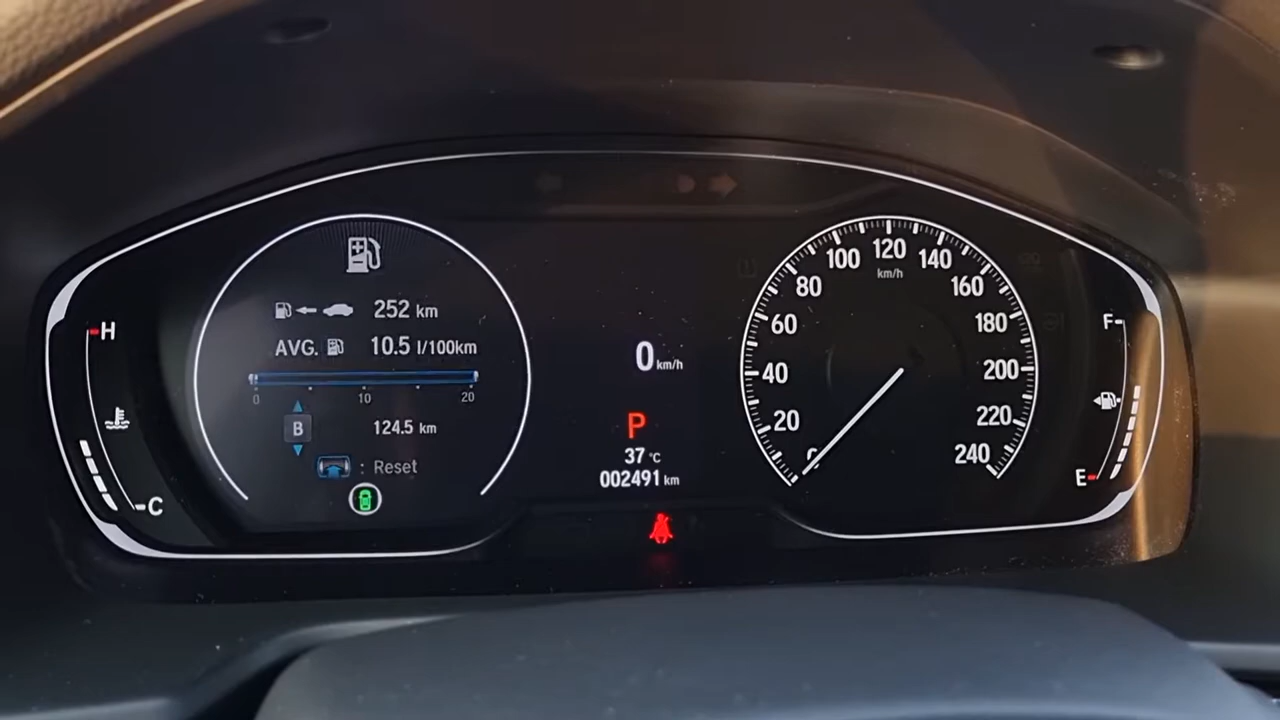 252 km
AVG. 10.5 l/100km
0 10 20
B 124.5 km
: Reset
H
C
0 km/h
P
37 °C
002491 km
0 20 40 60 80 100 120 140 160 180 200 220 240
km/h
F
E